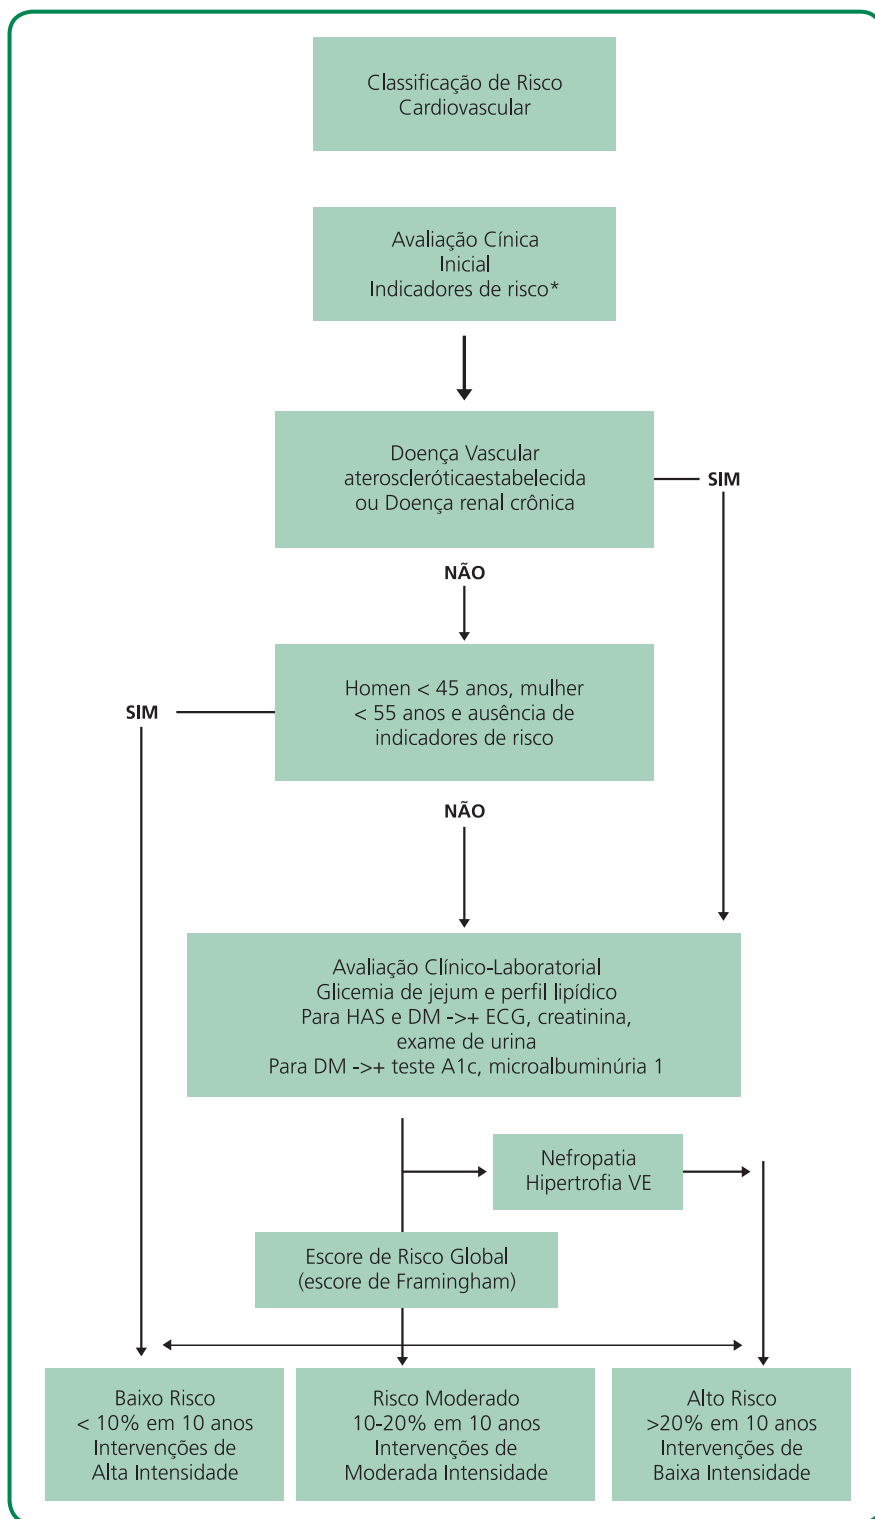 Classificação de Risco
Cardiovascular
Avaliação Cínica
Inicial
Indicadores de risco*
Doença Vascular
ateroscleróticaestabelecida
ou Doença renal crônica
SIM
NÃO
Homen < 45 anos, mulher
< 55 anos e ausência de
indicadores de risco
SIM
NÃO
Avaliação Clínico-Laboratorial
Glicemia de jejum e perfil lipídico
Para HAS e DM ->+ ECG, creatinina,
exame de urina
Para DM ->+ teste A1c, microalbuminúria 1
Nefropatia
Hipertrofia VE
Escore de Risco Global
(escore de Framingham)
Baixo Risco
< 10% em 10 anos
Intervenções de
Alta Intensidade
Risco Moderado
10-20% em 10 anos
Intervenções de
Moderada Intensidade
Alto Risco
>20% em 10 anos
Intervenções de
Baixa Intensidade